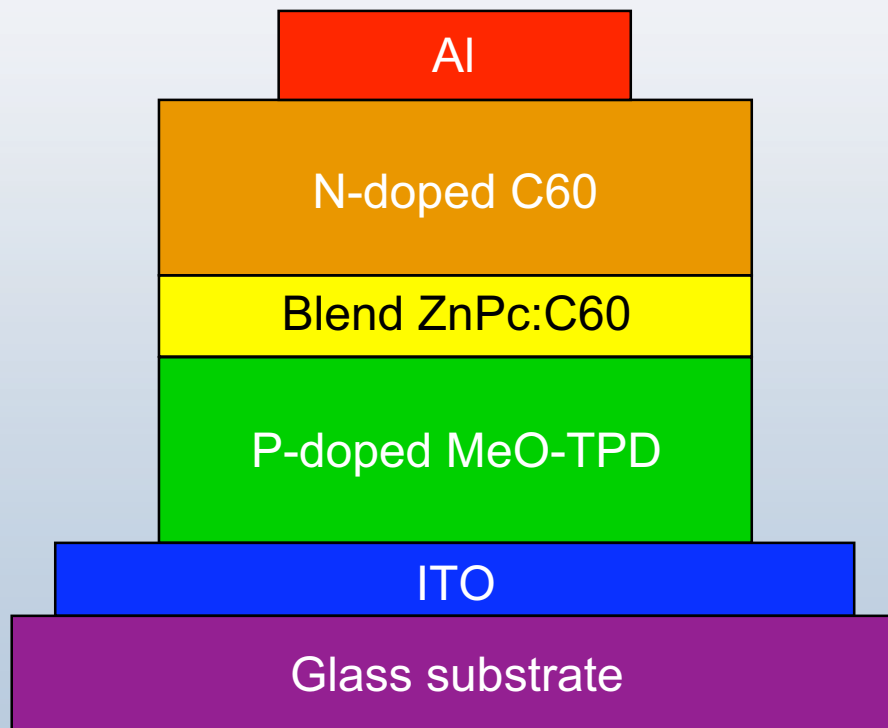 Al
N-doped C60
Blend ZnPc:C60
P-doped MeO-TPD
ITO
Glass substrate